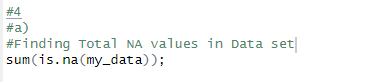 #4
#a)
#Finding Total NA values in Data set
sum(is.na(my_data));